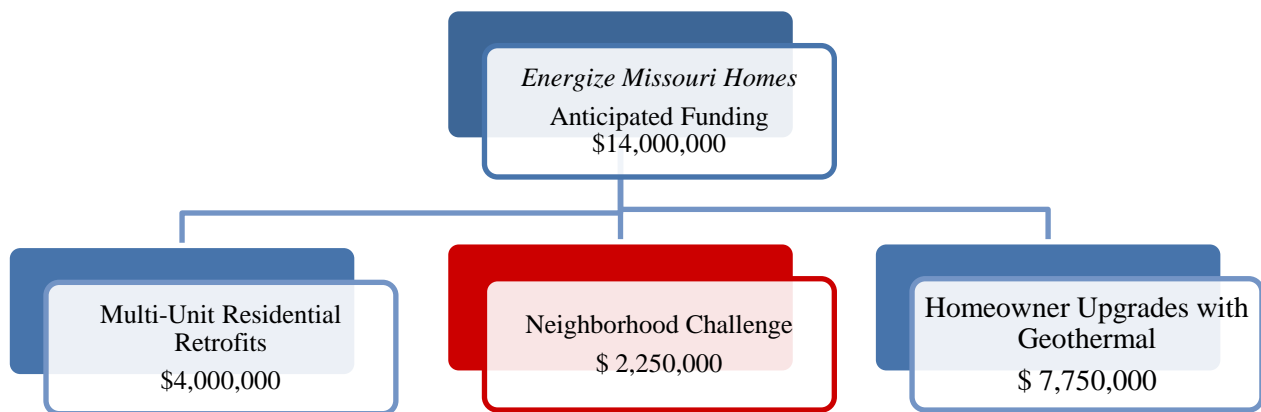 Energize Missouri Homes
Anticipated Funding
$14,000,000
Multi-Unit Residential
Retrofits
$4,000,000
Neighborhood Challenge
$ 2,250,000
Homeowner Upgrades with
Geothermal
$ 7,750,000